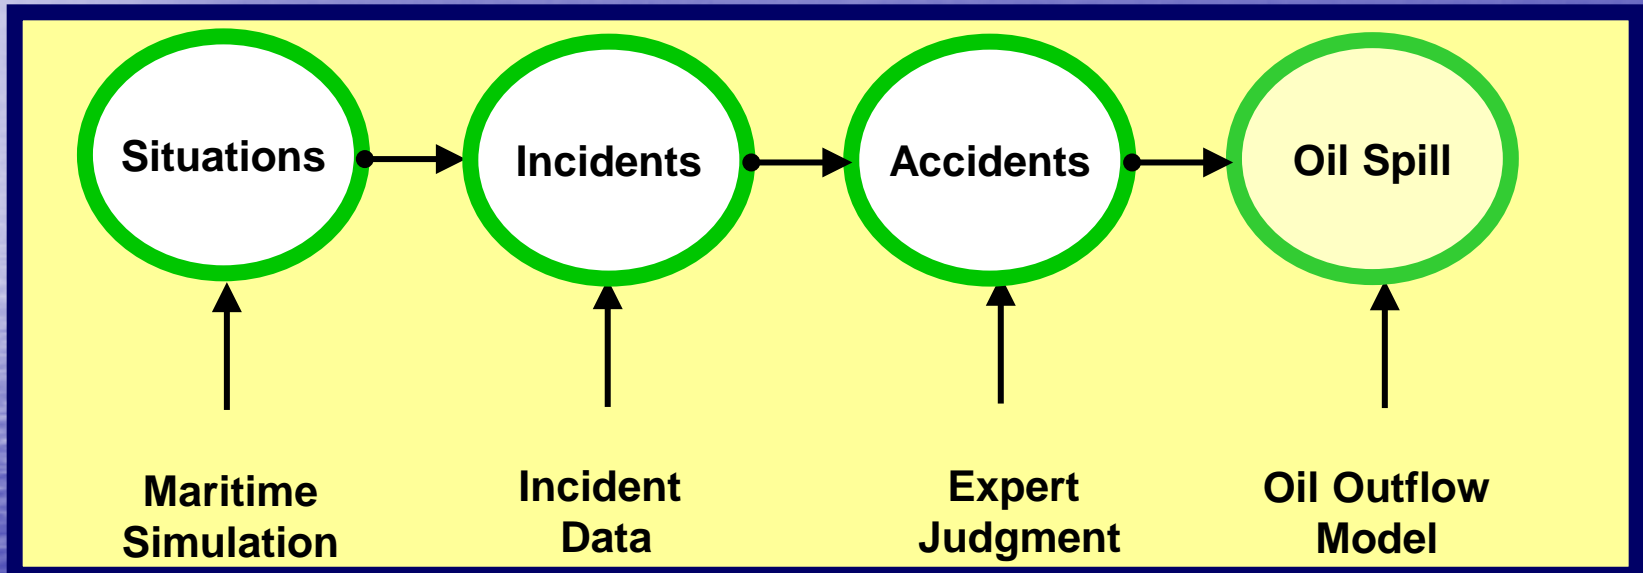 Situations
Incidents
Accidents
Oil Spill
Maritime
Simulation
Incident
Data
Expert
Judgment
Oil Outflow
Model